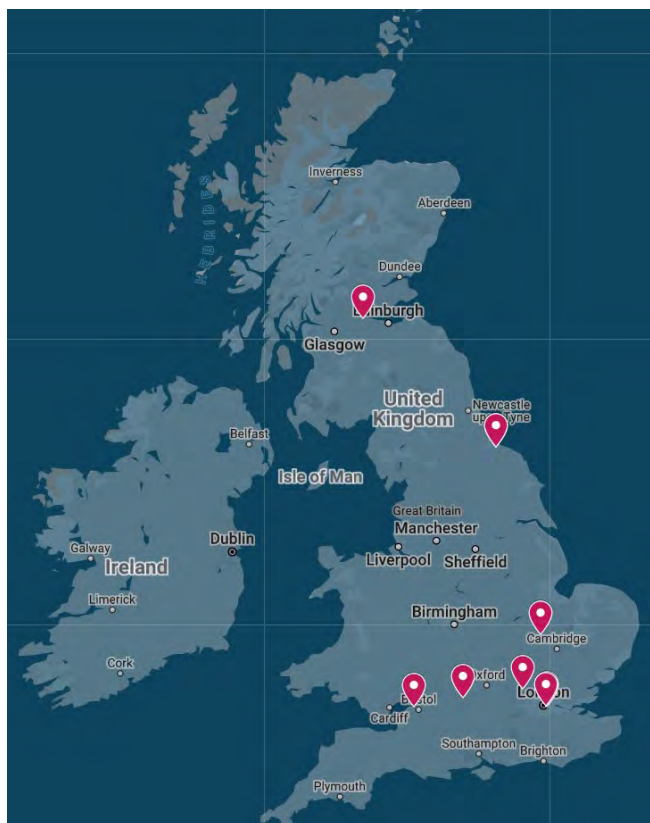 Inverness
Aberdeen
HEBRIDES
Dundee
Edinburgh
Glasgow
United
Kingdom
Newcastle
upon Tyne
Belfast
Isle of Man
Great Britain
Manchester
Dublin
Galway
Liverpool
Sheffield
Ireland
Limerick
Birmingham
Cambridge
Cork
Oxford
London
Bristol
Cardiff
Southampton
Brighton
Plymouth